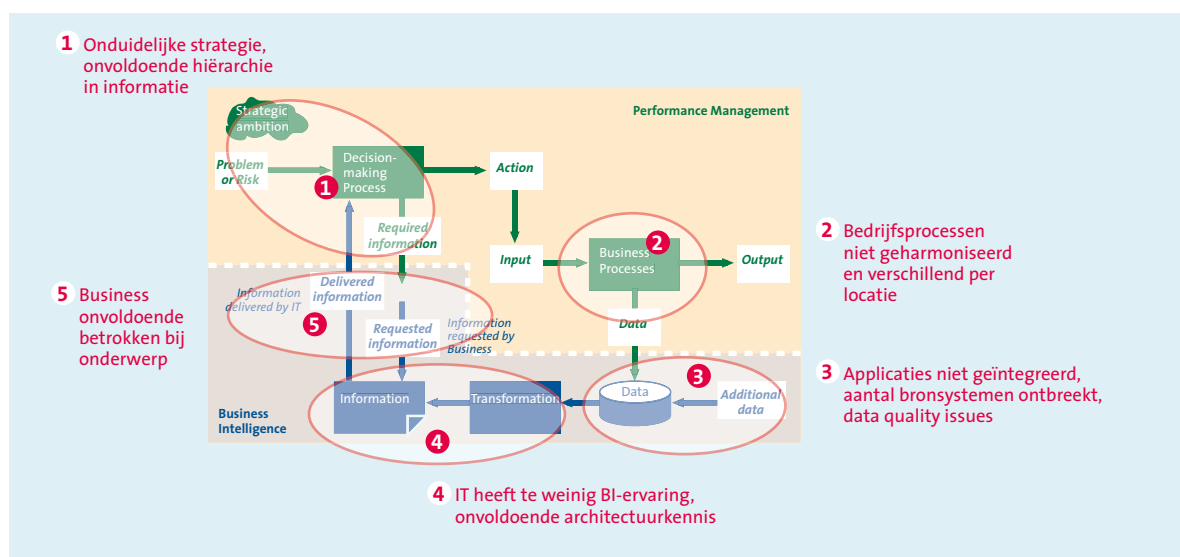 1 Onduidelijke strategie,
onvoldoende hiërarchie
in informatie
Strategic
ambition
Performance Management
Problem
or Risk
Decision-
making
Process
1
Action
Required
information
Input
Business
Processes
2
Output
2 Bedrijfsprocessen
niet geharmoniseerd
en verschillend per
locatie
5 Business
onvoldoende
betrokken bij
onderwerp
Information
delivered by IT
Delivered
information
5
Requested
information
Information
requested by
Business
Data
3
3 Applicaties niet geïntegreerd,
aantal bronsystemen ontbreekt,
data quality issues
Business
Intelligence
Information
Transformation
Data
Additional
data
4
4 IT heeft te weinig BI-ervaring,
onvoldoende architectuurkennis